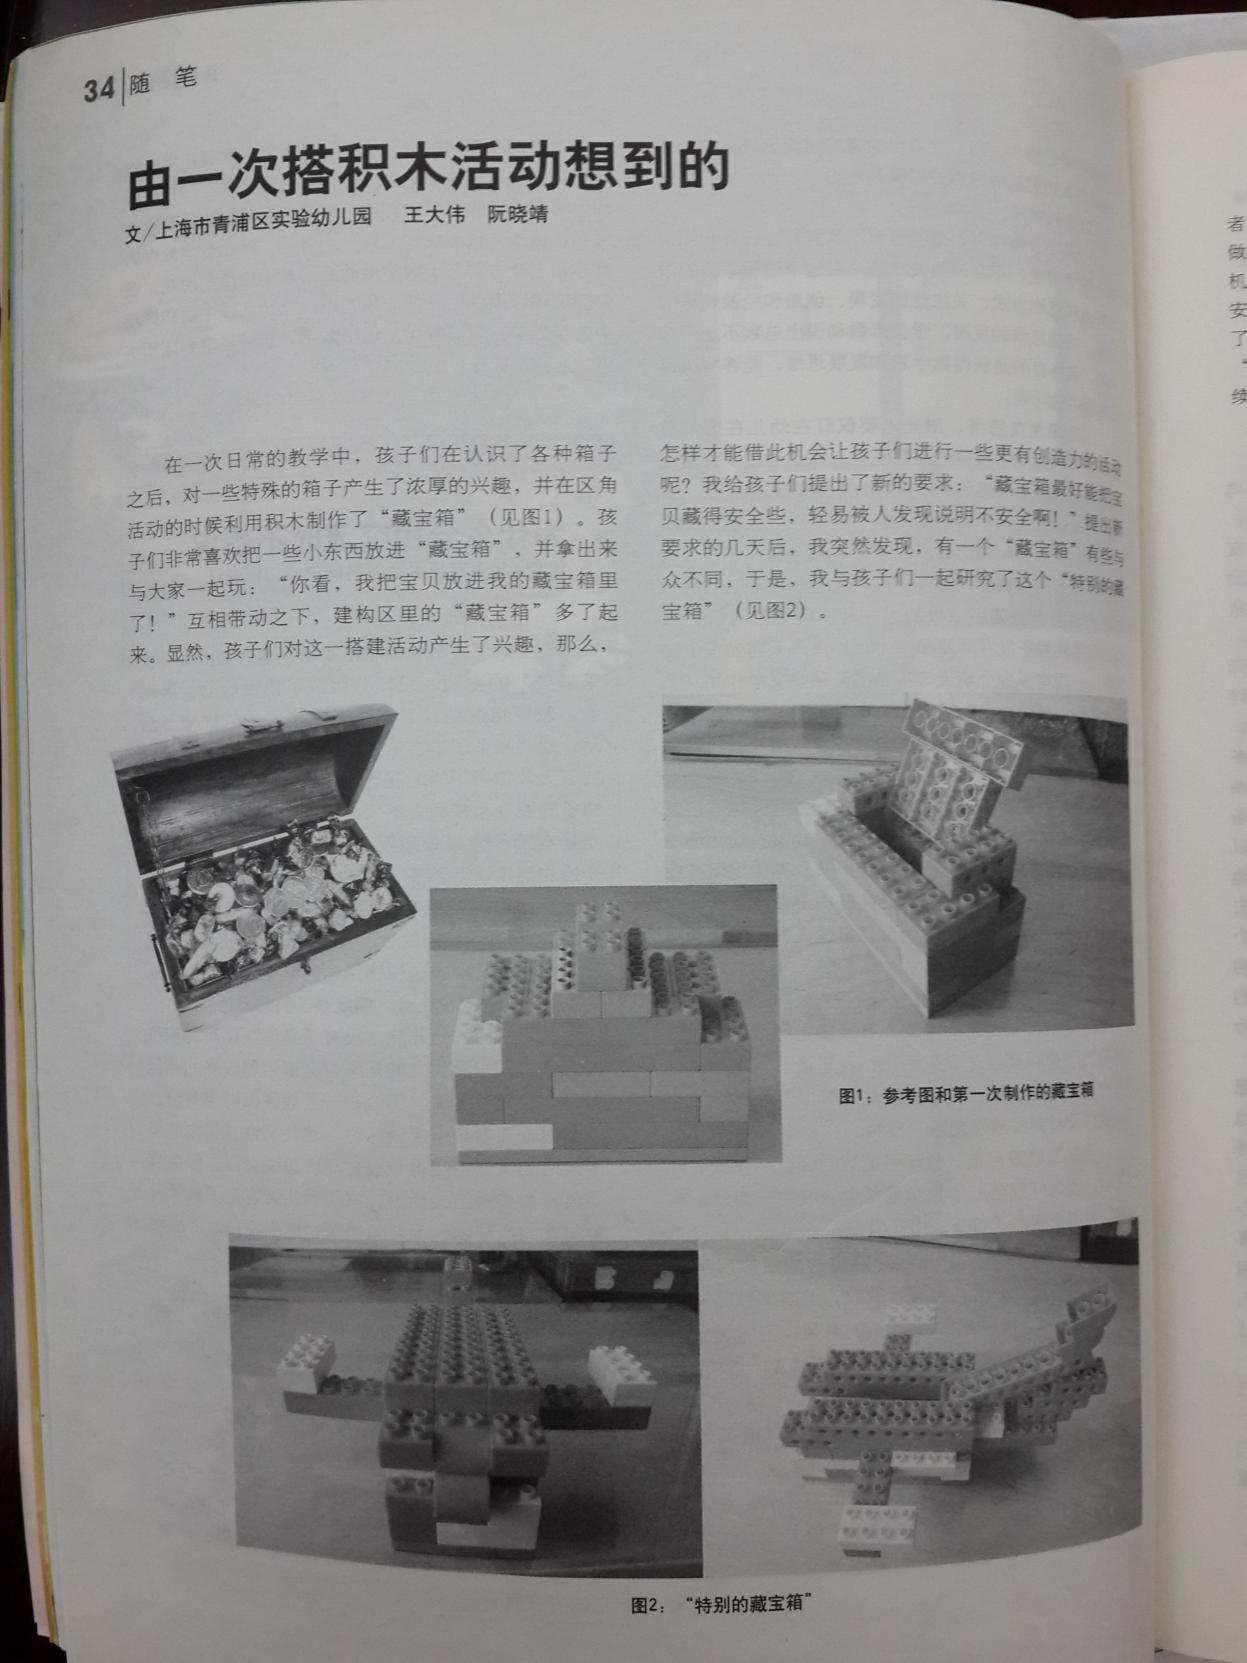 34 随 笔
由一次搭积木活动想到的
文/上海市青浦区实验幼儿园 王大伟 阮晓靖
在一次日常的教学中，孩子们在认识了各种箱子
之后，对一些特殊的箱子产生了浓厚的兴趣，并在区角
活动的时候利用积木制作了“藏宝箱”（见图1）。孩
子们非常喜欢把一些小东西放进“藏宝箱”，并拿出来
与大家一起玩：“你看，我把宝贝放进我的藏宝箱里
了！”互相带动之下，建构区里的“藏宝箱”多了起
来。显然，孩子们对这一搭建活动产生了兴趣，那么，
怎样才能借此机会让孩子们进行一些更有创造力的活动
呢？我给孩子们提出了新的要求：“藏宝箱最好能把宝
贝藏得安全些，轻易被人发现说明不安全啊！”提出新
要求的几天后，我突然发现，有一个“藏宝箱”有些与
众不同，于是，我与孩子们一起研究了这个“特别的藏
宝箱”（见图2）。
图1：参考图和第一次制作的藏宝箱
图2：“特别的藏宝箱”
者
做
机
安
了
“
续